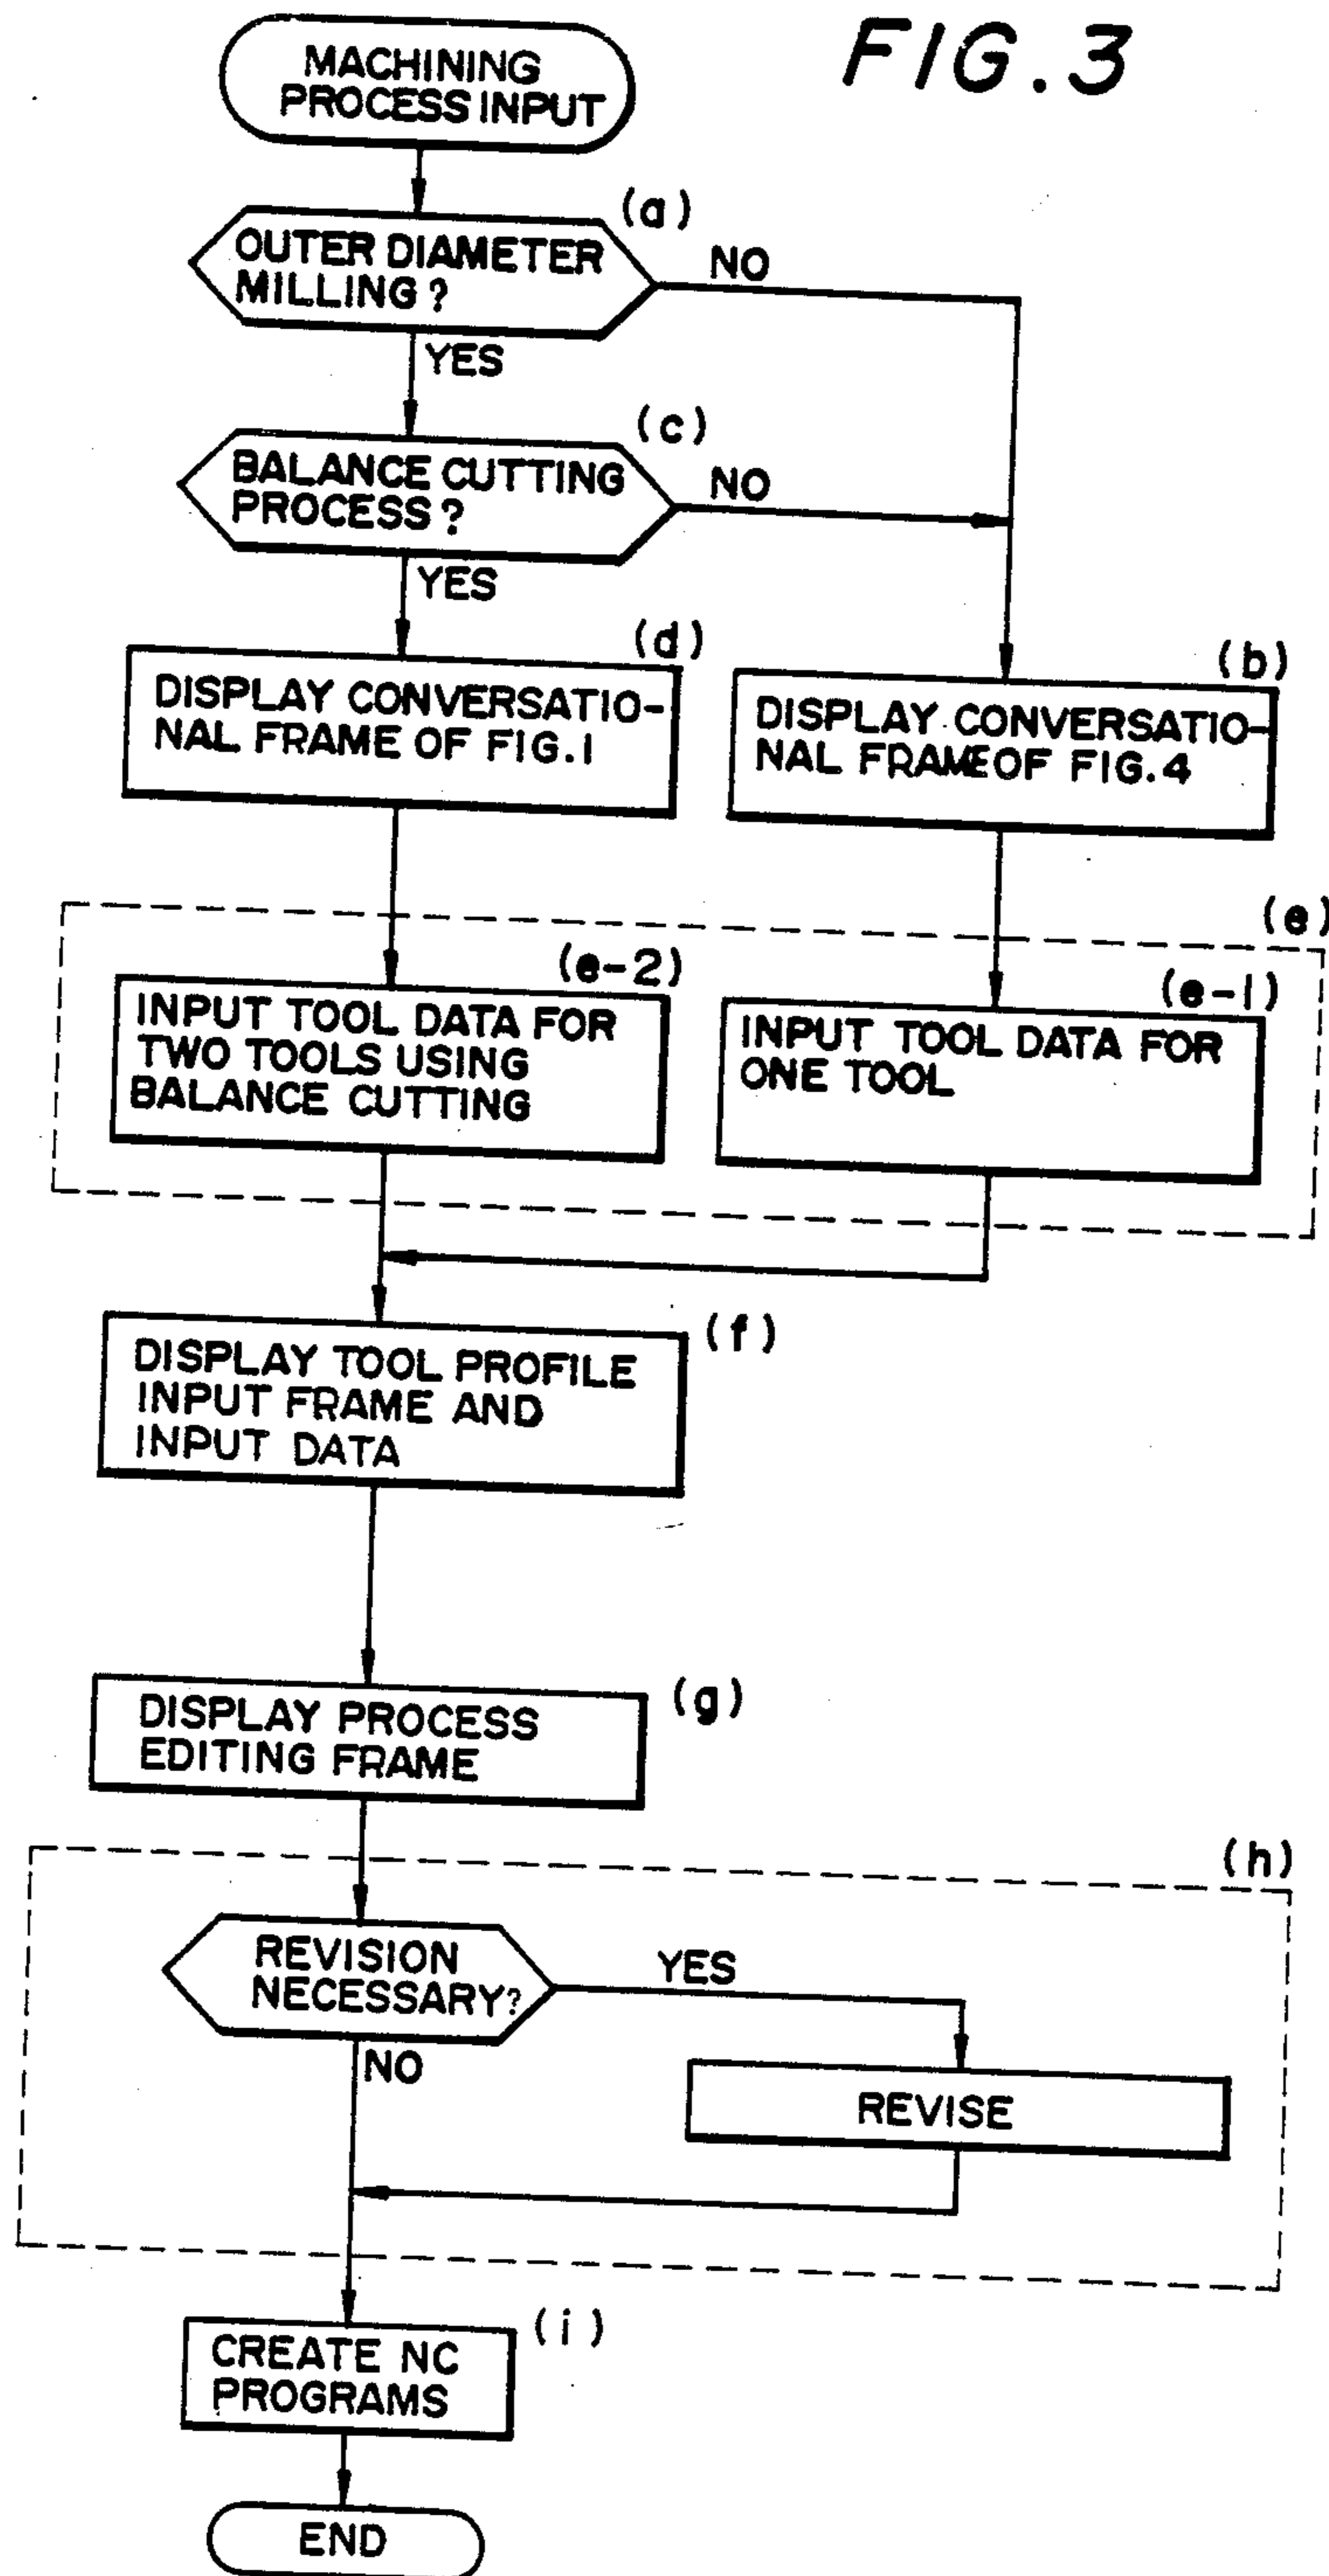 FIG.3
MACHINING
PROCESS INPUT
(a)
OUTER DIAMETER
MILLING?
NO
YES
(c)
BALANCE CUTTING
PROCESS?
NO
YES
(d)
DISPLAY CONVERSATIO-
NAL FRAME OF FIG.1
(b)
DISPLAY CONVERSATIO-
NAL FRAME OF FIG.4
(e)
(e-2)
INPUT TOOL DATA FOR
TWO TOOLS USING
BALANCE CUTTING
(e-1)
INPUT TOOL DATA FOR
ONE TOOL
(f)
DISPLAY TOOL PROFILE
INPUT FRAME AND
INPUT DATA
(g)
DISPLAY PROCESS
EDITING FRAME
(h)
REVISION
NECESSARY?
YES
NO
REVISE
(i)
CREATE NC
PROGRAMS
END